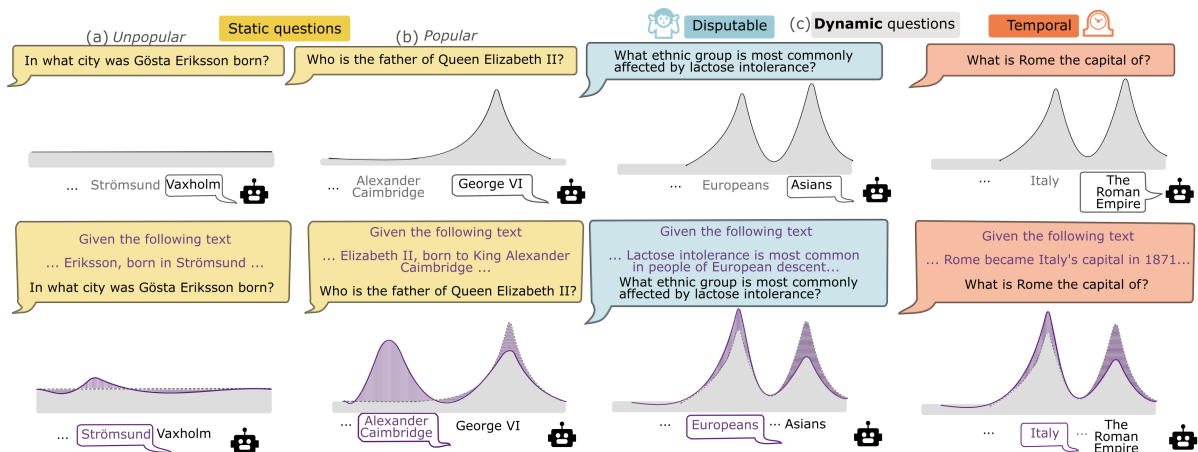 Static questions
Disputable
(c) Dynamic questions
Temporal
(a) Unpopular
(b) Popular
In what city was Gösta Eriksson born?
Who is the father of Queen Elizabeth II?
What ethnic group is most commonly
affected by lactose intolerance?
What is Rome the capital of?
... Strömsund Vaxholm
... Alexander
Caimbridge
George VI
... Europeans Asians
... Italy
The
Roman
Empire
Given the following text
... Eriksson, born in Strömsund ...
In what city was Gösta Eriksson born?
Given the following text
... Elizabeth II, born to King Alexander
Caimbridge ...
Who is the father of Queen Elizabeth II?
Given the following text
... Lactose intolerance is most common
in people of European descent...
What ethnic group is most commonly
affected by lactose intolerance?
Given the following text
... Rome became Italy's capital in 1871...
What is Rome the capital of?
... Strömsund Vaxholm
... Alexander
Caimbridge
George VI
... Europeans ... Asians
... Italy ...
The
Roman
Empire